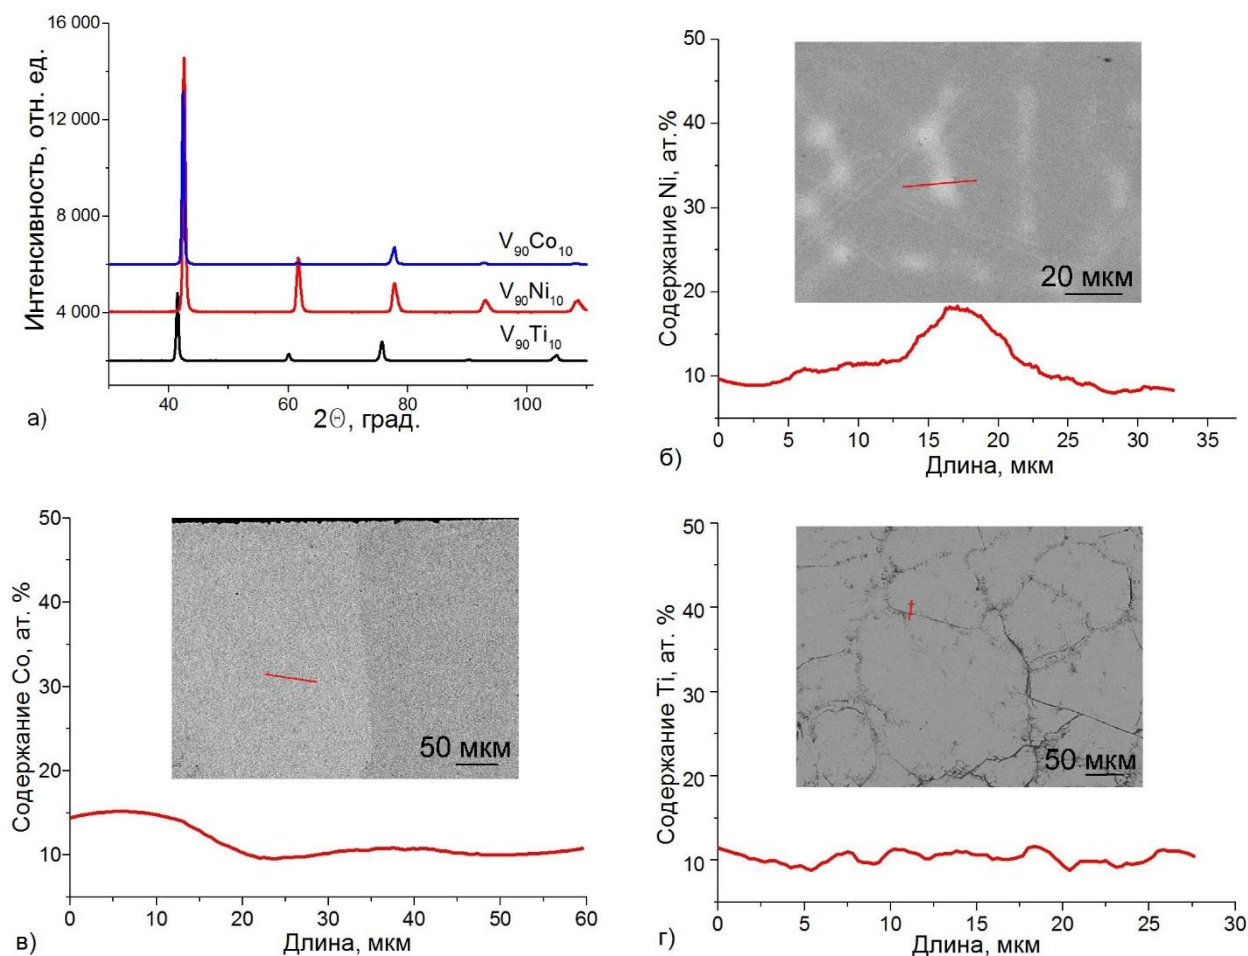 16 000
12 000
8 000
4 000
Интенсивность, отн. ед.
V90Co10
V90Ni10
V90Ti10
40
60
80
100
2Θ, град.
а)
50
40
30
20
10
Содержание Ni, ат.%
20 мкм
0
5
10
15
20
25
30
35
Длина, мкм
б)
50
40
30
20
10
Содержание Co, ат. %
50 мкм
0
10
20
30
40
50
60
Длина, мкм
в)
50
40
30
20
10
Содержание Ti, ат. %
50 мкм
0
5
10
15
20
25
30
Длина, мкм
г)